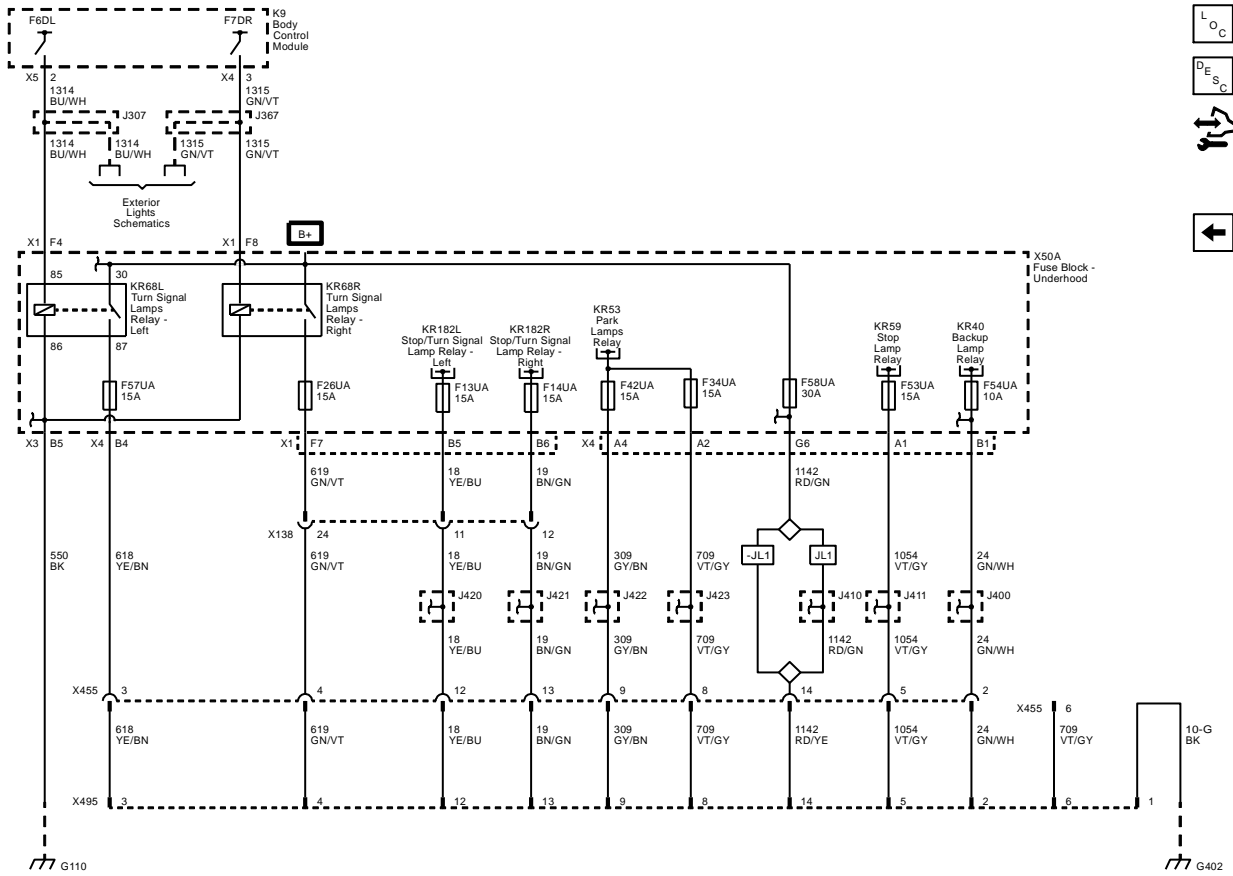 F6DL
F7DR
K9
Body
Control
Module
L
O
C
D
E
S
C
X5 2
X4 3
1314
BU/WH
1315
GN/VT
J307
J367
1314
BU/WH
1314
BU/WH
1315
GN/VT
1315
GN/VT
Exterior
Lights
Schematics
B+
X1 F4
X1 F8
X50A
Fuse Block -
Underhood
85
30
KR68L
Turn Signal
Lamps
Relay -
Left
KR68R
Turn Signal
Lamps
Relay -
Right
86
87
KR182L
Stop/Turn Signal
Lamp Relay -
Left
KR182R
Stop/Turn Signal
Lamp Relay -
Right
KR53
Park
Lamps
Relay
KR59
Stop
Lamp
Relay
KR40
Backup
Lamp
Relay
F57UA
15A
F26UA
15A
F13UA
15A
F14UA
15A
F42UA
15A
F34UA
15A
F58UA
30A
F53UA
15A
F54UA
10A
X3 B5
X4 B4
X1 F7
B5
B6
X4 A4
A2
G6
A1
B1
619
GN/VT
18
YE/BU
19
BN/GN
1142
RD/GN
X138 24
11
12
550
BK
618
YE/BN
619
GN/VT
18
YE/BU
19
BN/GN
309
GY/BN
709
VT/GY
-JL1
JL1
1054
VT/GY
24
GN/WH
J420
J421
J422
J423
J410
J411
J400
18
YE/BU
19
BN/GN
309
GY/BN
709
VT/GY
1142
RD/GN
1054
VT/GY
24
GN/WH
X455 3
4
12
13
9
8
14
5
2
X455 6
618
YE/BN
619
GN/VT
18
YE/BU
19
BN/GN
309
GY/BN
709
VT/GY
1142
RD/YE
1054
VT/GY
24
GN/WH
709
VT/GY
10-G
BK
X495 3
4
12
13
9
8
14
5
2
6
1
G110
G402